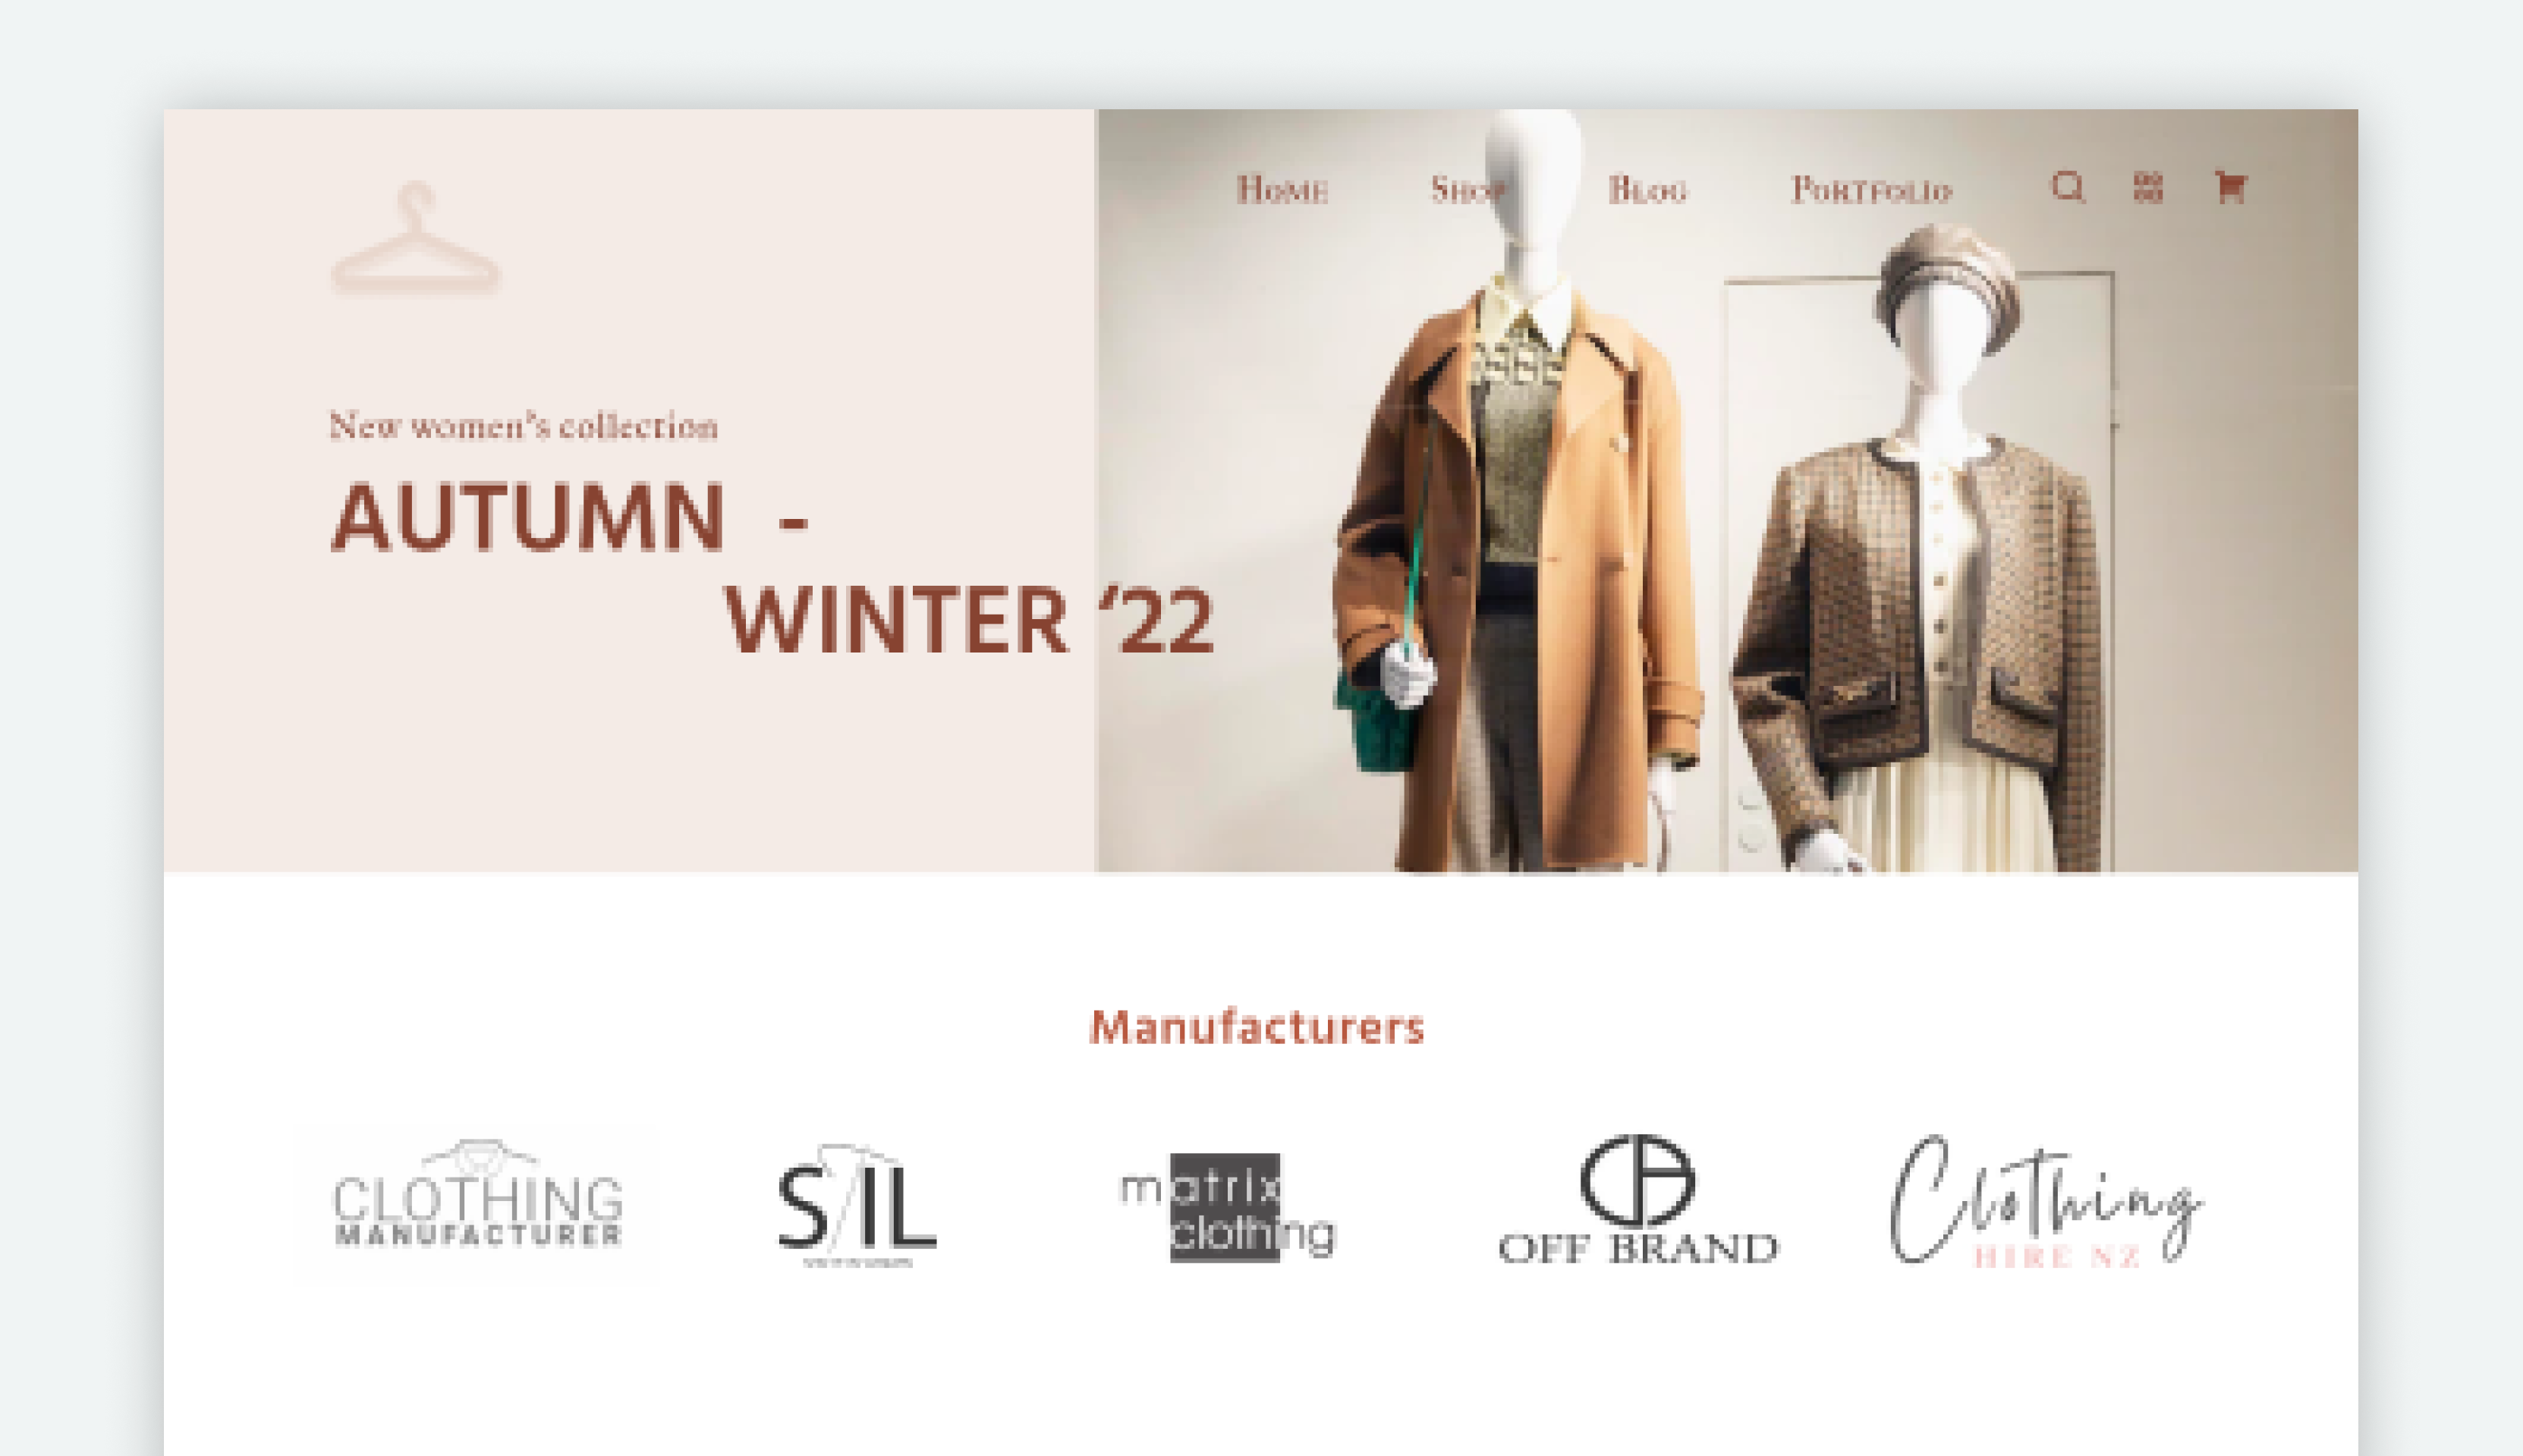 Home Shop Blog Portfolio
New women's collection
AUTUMN -
WINTER '22
Manufacturers
CLOTHING
MANUFACTURER
S/IL
matrix
clothing
OFF BRAND
Clothing
HIRE NZ